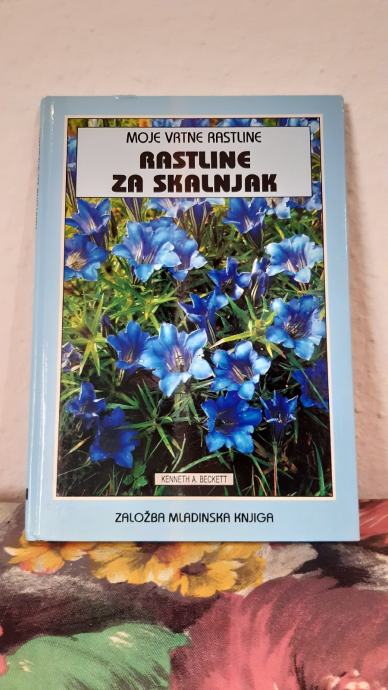 MOJE VRTNE RASTLINE
RASTLINE
ZA SKALNJAK
KENNETH A. BECKETT
ZALOŽBA MLADINSKA KNJIGA